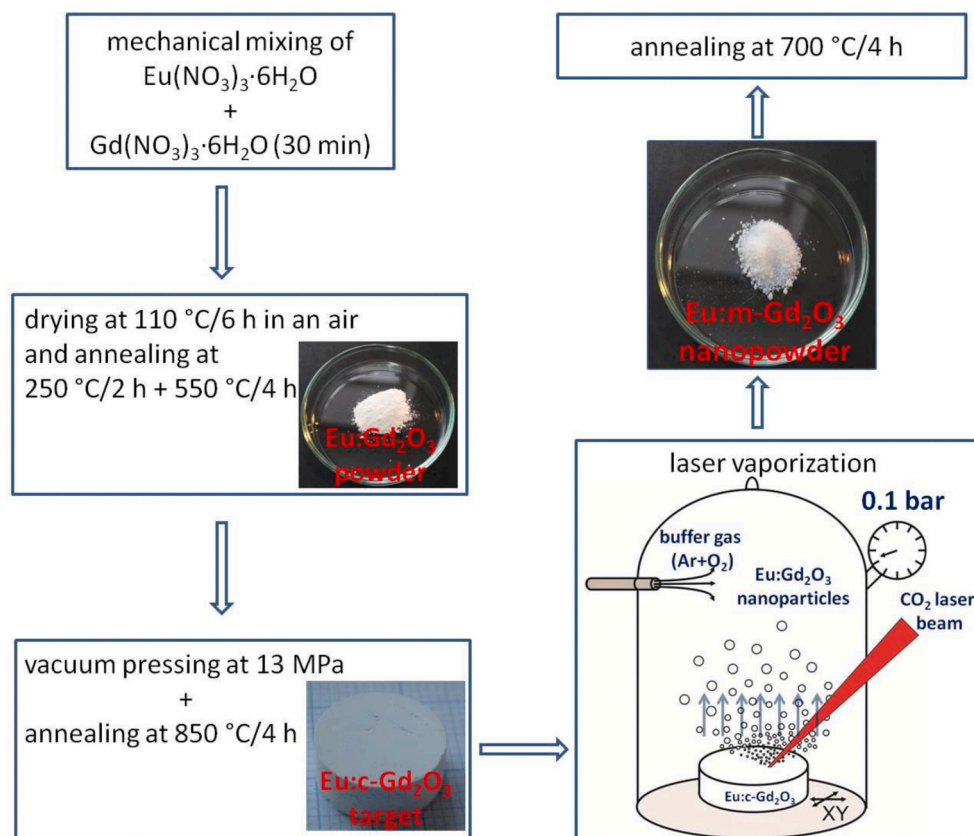 mechanical mixing of
Eu(NO₃)₃·6H₂O
+
Gd(NO₃)₃·6H₂O (30 min)
drying at 110 °C/6 h in an air
and annealing at
250 °C/2 h + 550 °C/4 h
Eu:Gd₂O₃
powder
vacuum pressing at 13 MPa
+
annealing at 850 °C/4 h
Eu:c-Gd₂O₃
target
laser vaporization
0.1 bar
buffer gas
(Ar+O₂)
Eu:Gd₂O₃
nanoparticles
CO₂ laser
beam
Eu:c-Gd₂O₃
XY
Eu:m-Gd₂O₃
nanopowder
annealing at 700 °C/4 h